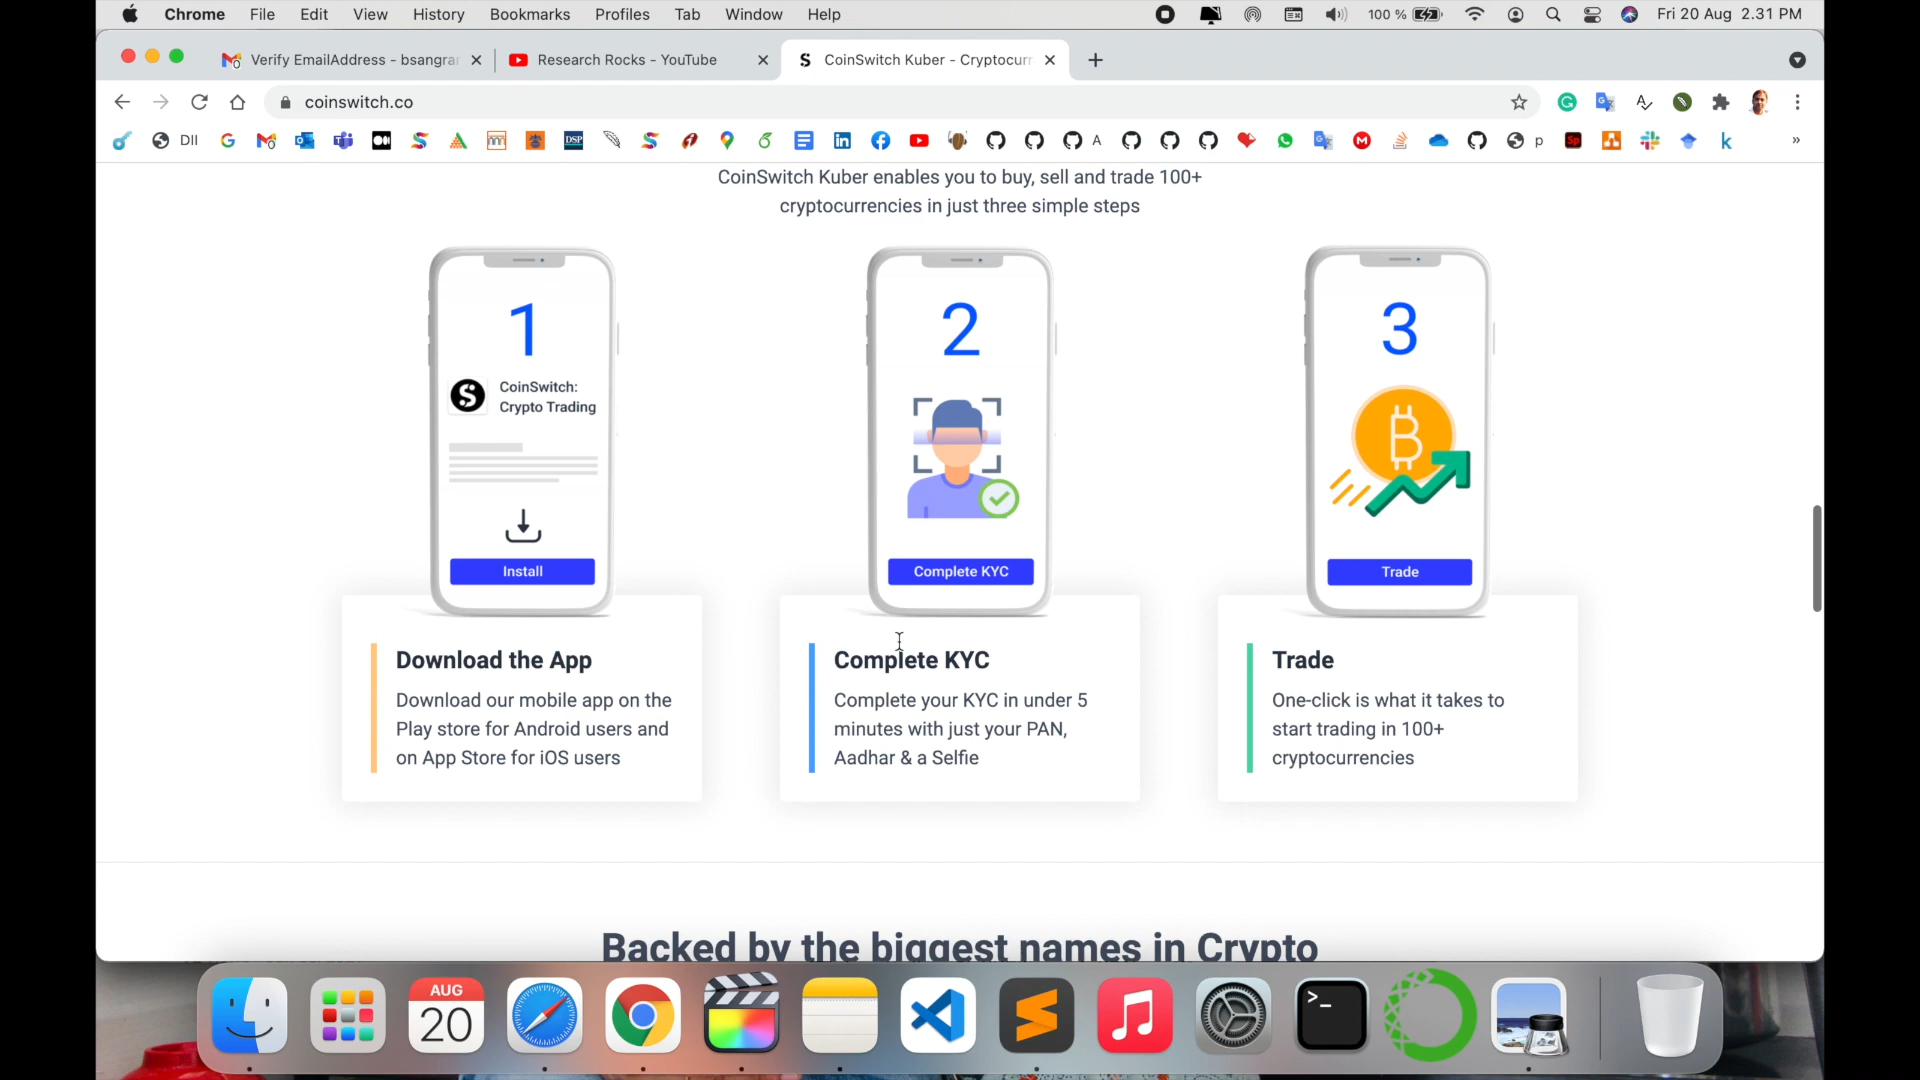 Chrome File Edit View History Bookmarks Profiles Tab Window Help 100 % Fri 20 Aug 2.31 PM
Verify EmailAddress - bsangra Research Rocks - YouTube CoinSwitch Kuber - Cryptocurr
coinswitch.co
DII DSP A p Sp k »
CoinSwitch Kuber enables you to buy, sell and trade 100+
cryptocurrencies in just three simple steps
1
CoinSwitch:
Crypto Trading
Install
2
Complete KYC
3
Trade
Download the App
Download our mobile app on the
Play store for Android users and
on App Store for iOS users
Complete KYC
Complete your KYC in under 5
minutes with just your PAN,
Aadhar & a Selfie
Trade
One-click is what it takes to
start trading in 100+
cryptocurrencies
Backed by the biggest names in Crypto
AUG
20
>_